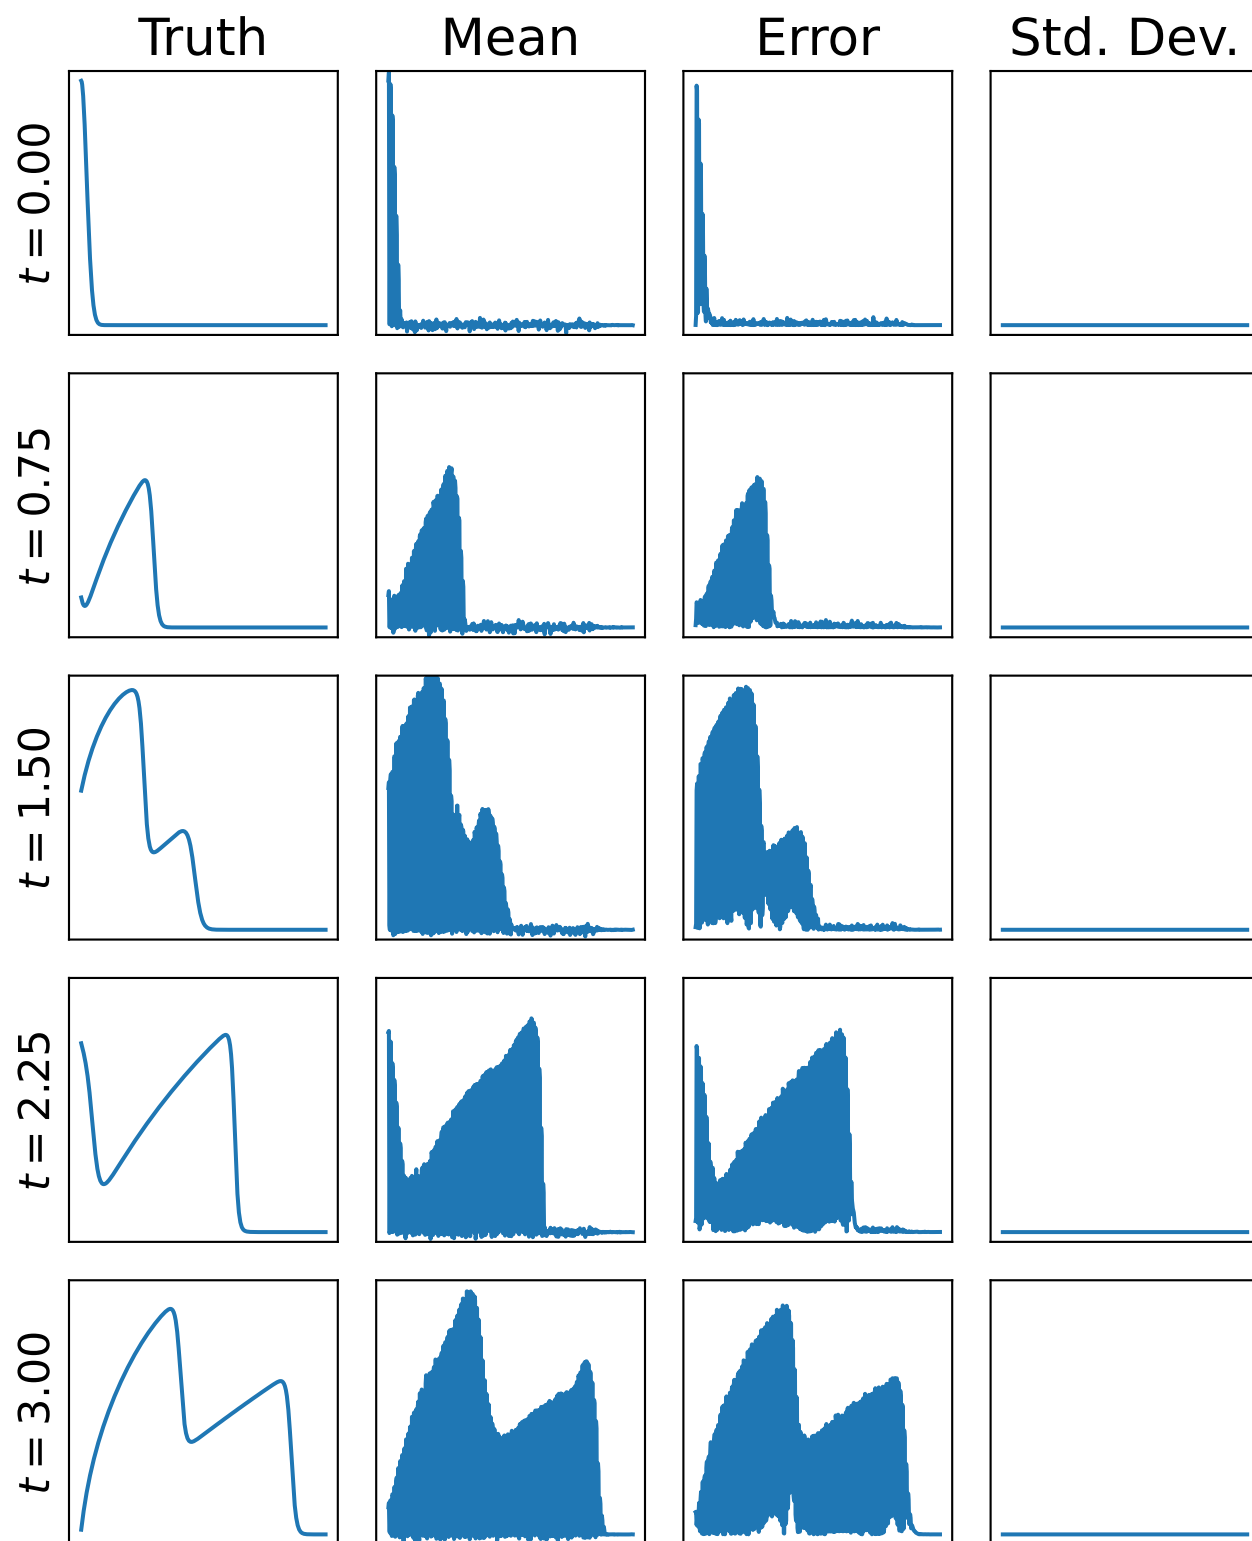 Truth Mean Error Std. Dev.
t = 0.00
t = 0.75
t = 1.50
t = 2.25
t = 3.00